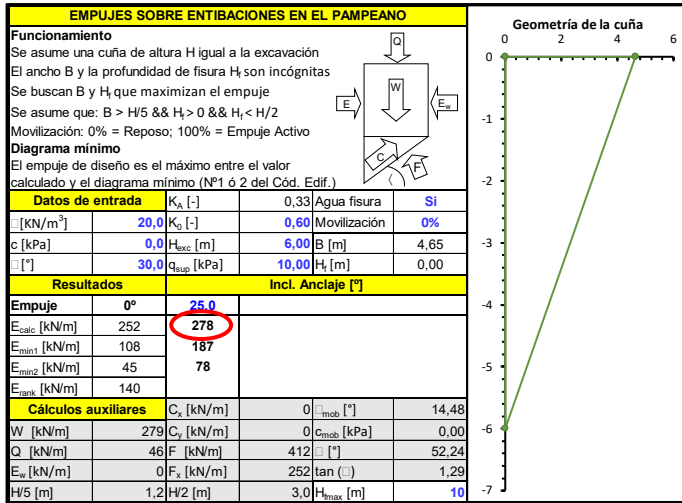 EMPUJES SOBRE ENTIBACIONES EN EL PAMPEANO
Funcionamiento
Se asume una cuña de altura H igual a la excavación
El ancho B y la profundidad de fisura Hf son incógnitas
Se buscan B y Hf que maximizan el empuje
Se asume que: B > H/5 && Hf > 0 && Hf < H/2
Movilización: 0% = Reposo; 100% = Empuje Activo
Diagrama mínimo
El empuje de diseño es el máximo entre el valor
calculado y el diagrama mínimo (Nº1 ó 2 del Cód. Edif.)
Q
W
E
Ew
C
F
Datos de entrada KA [-] 0,33 Agua fisura Si
□[KN/m3] 20,0 K0 [-] 0,60 Movilización 0%
c [kPa] 0,0 Hexc [m] 6,00 B [m] 4,65
□[°] 30,0 qsup [kPa] 10,00 Hf [m] 0,00
Resultados Incl. Anclaje [º]
Empuje 0º 25,0
Ecalc [kN/m] 252 278
Emin1 [kN/m] 108 187
Emin2 [kN/m] 45 78
Erank [kN/m] 140
Cálculos auxiliares Cx [kN/m] 0 □mob [°] 14,48
W [kN/m] 279 Cy [kN/m] 0 cmob [kPa] 0,00
Q [kN/m] 46 F [kN/m] 412 □ [°] 52,24
Ew [kN/m] 0 Fx [kN/m] 252 tan (□) 1,29
H/5 [m] 1,2 H/2 [m] 3,0 Hfmax [m] 10
Geometría de la cuña
0 2 4 6
0
-1
-2
-3
-4
-5
-6
-7